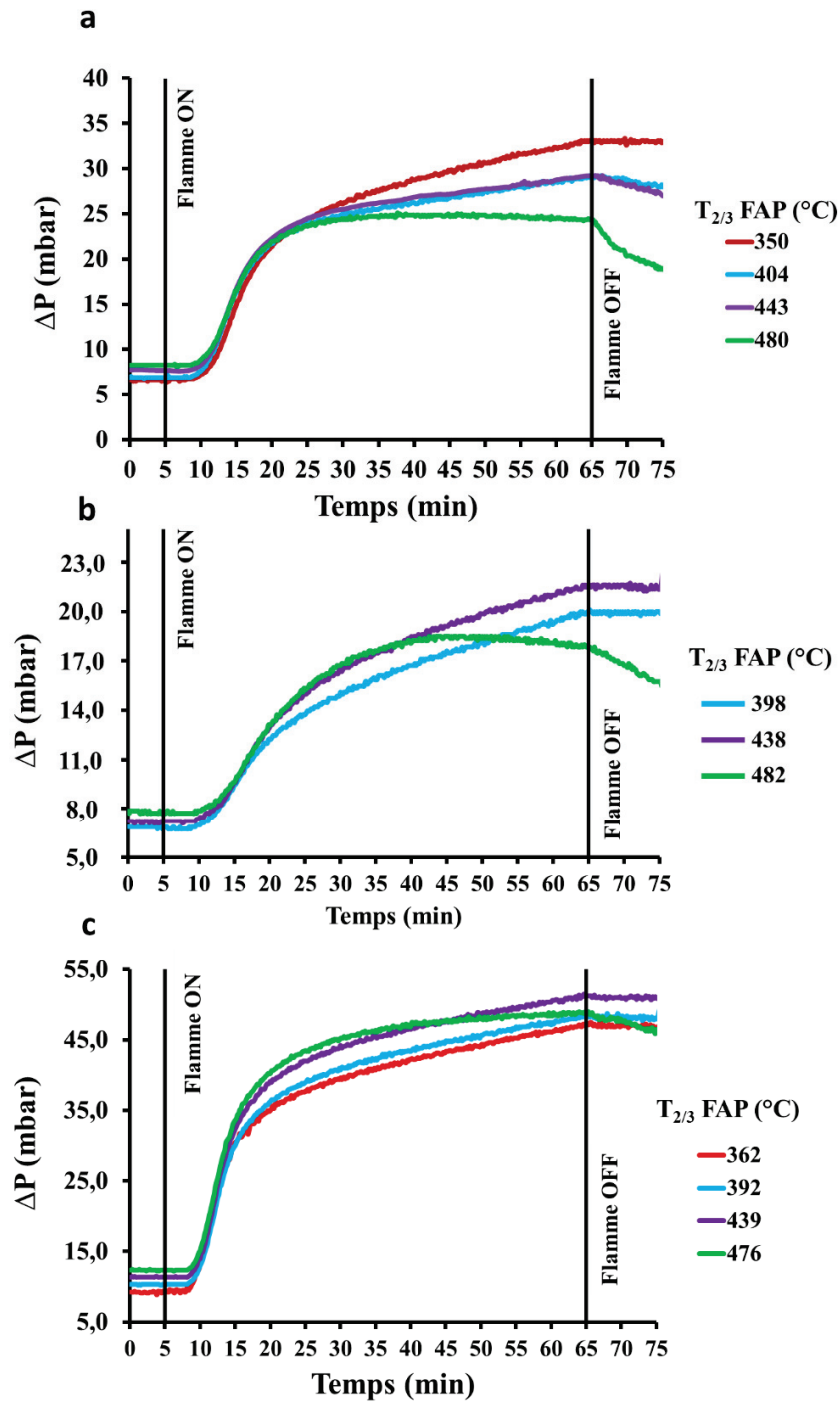 a
40
35
30
25
20
15
10
5
0
ΔP (mbar)
Flamme ON
Flamme OFF
0 5 10 15 20 25 30 35 40 45 50 55 60 65 70 75
Temps (min)
T2/3 FAP (°C)
350
404
443
480
b
23,0
20,0
17,0
14,0
11,0
8,0
5,0
ΔP (mbar)
Flamme ON
Flamme OFF
0 5 10 15 20 25 30 35 40 45 50 55 60 65 70 75
Temps (min)
T2/3 FAP (°C)
398
438
482
c
55,0
45,0
35,0
25,0
15,0
5,0
ΔP (mbar)
Flamme ON
Flamme OFF
0 5 10 15 20 25 30 35 40 45 50 55 60 65 70 75
Temps (min)
T2/3 FAP (°C)
362
392
439
476